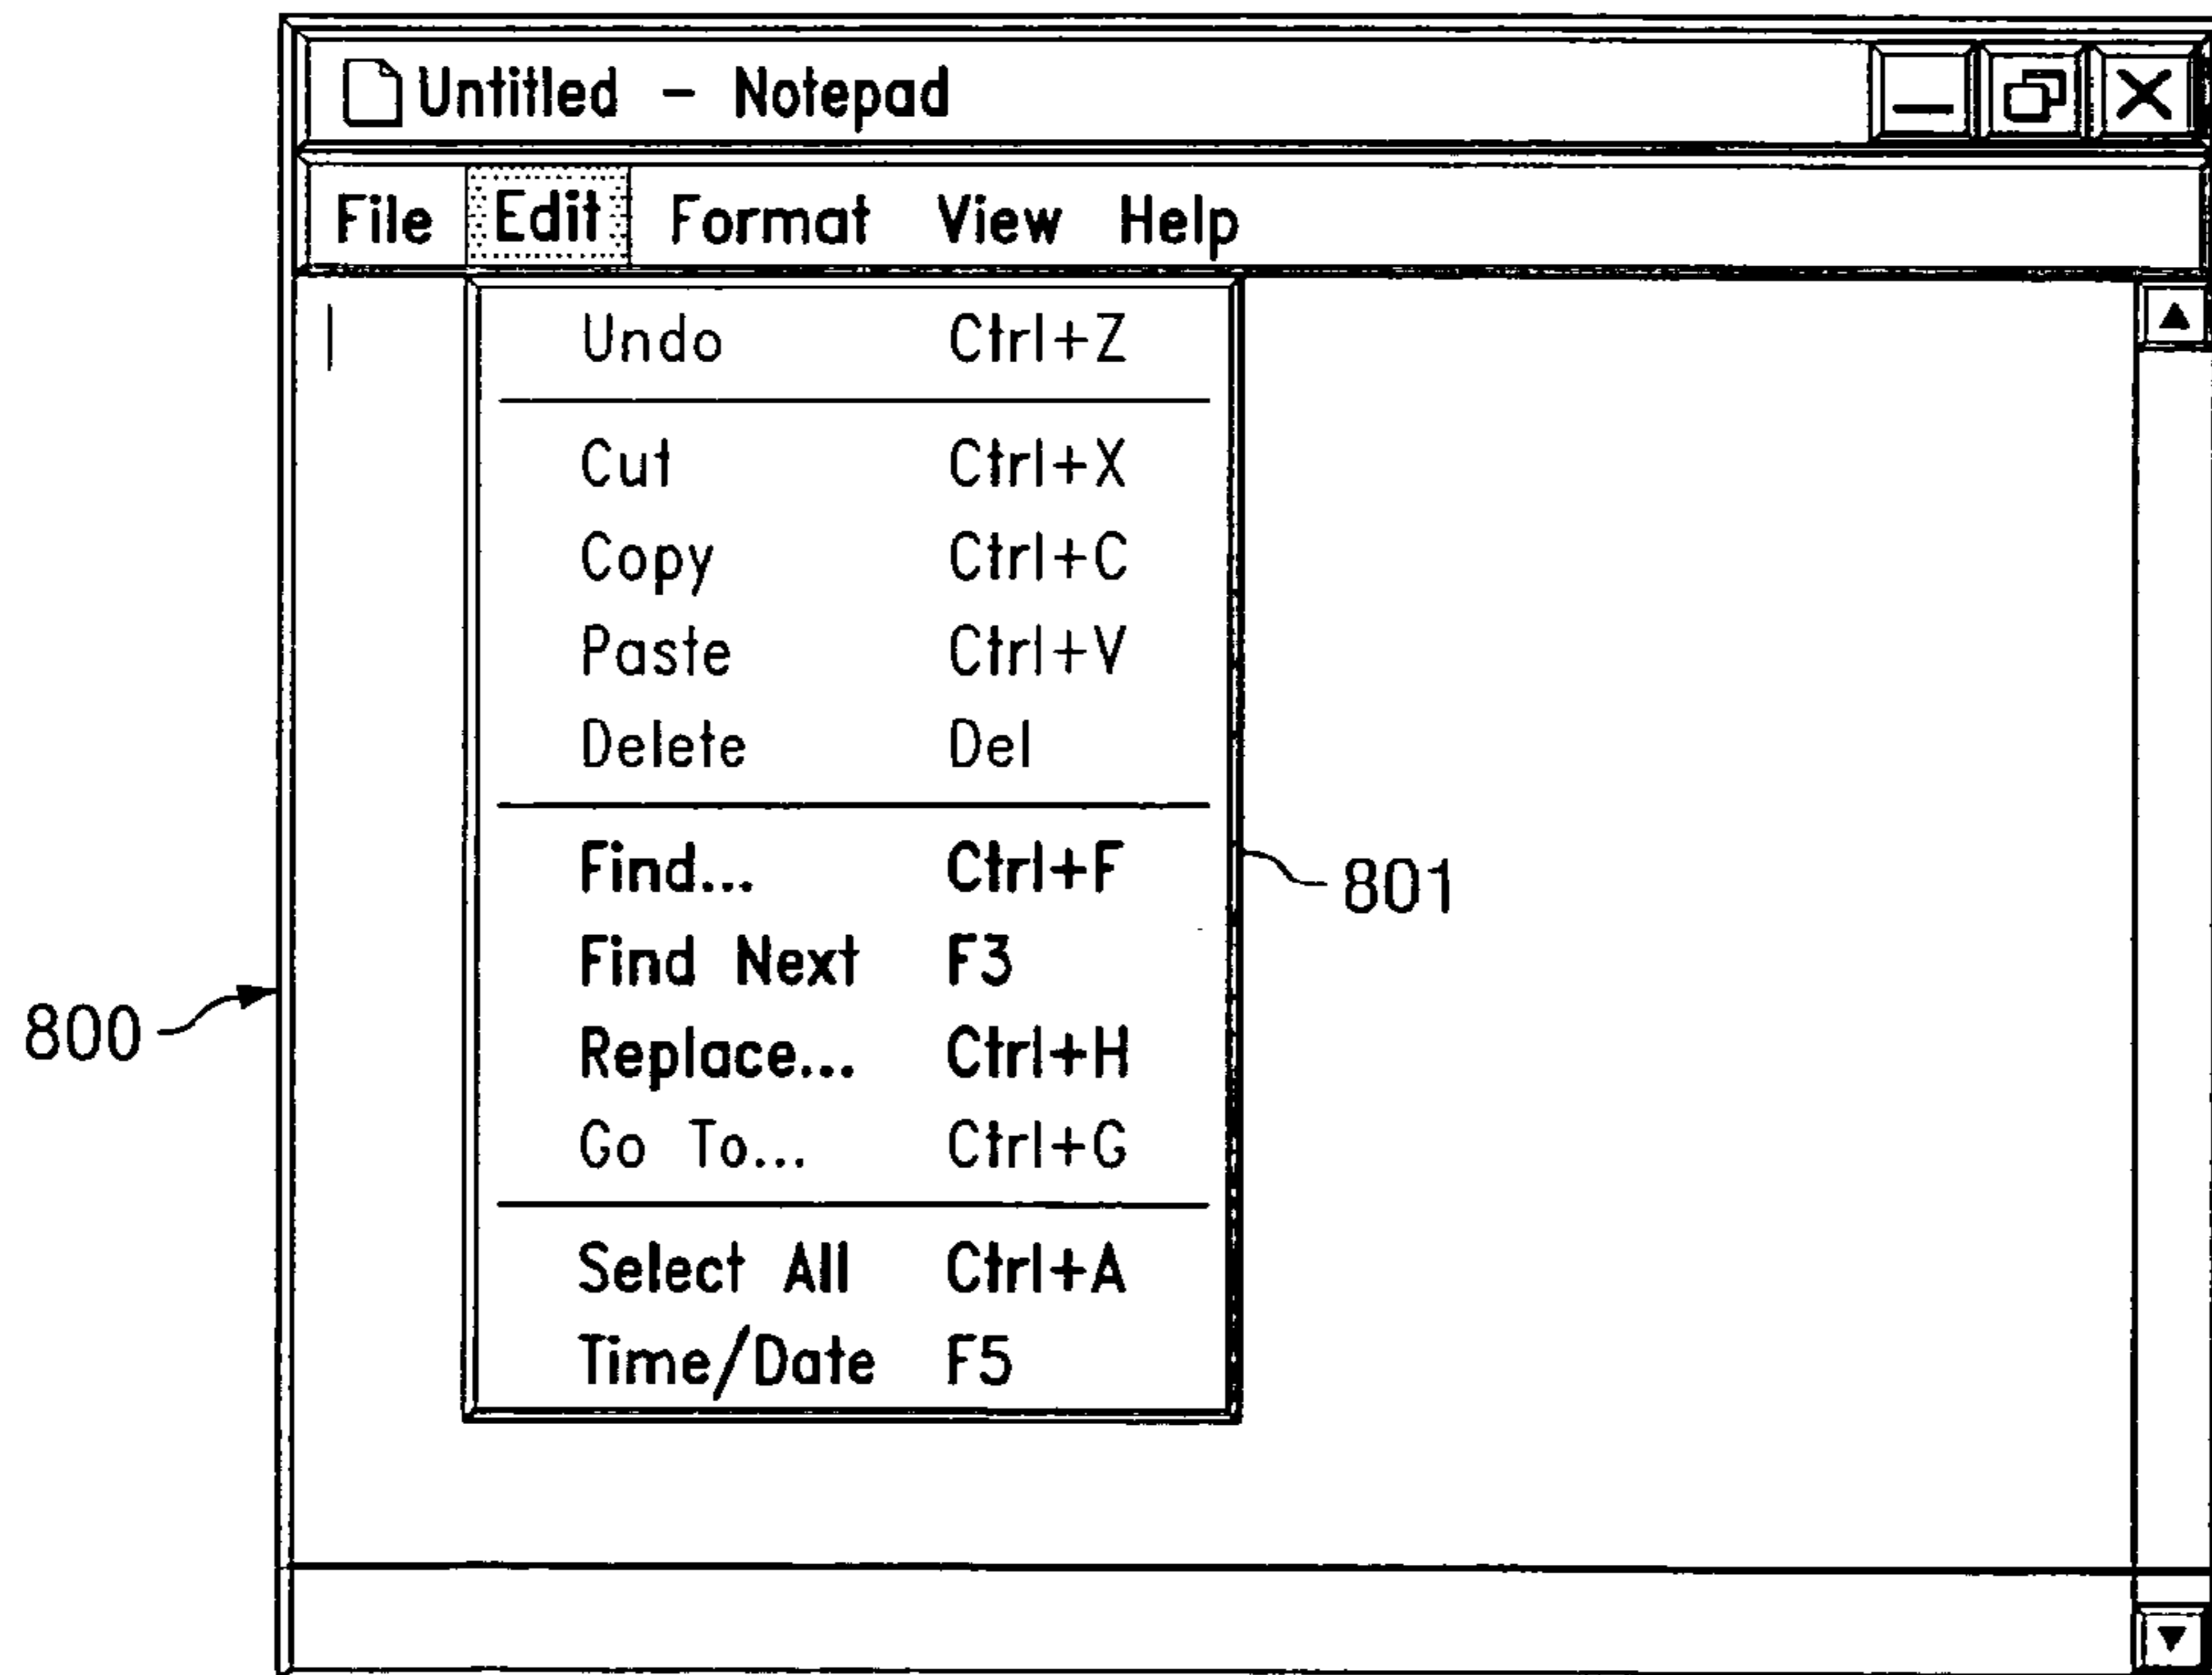 Untitled - Notepad
File Edit Format View Help
Undo Ctrl+Z
Cut Ctrl+X
Copy Ctrl+C
Paste Ctrl+V
Delete Del
Find... Ctrl+F
801
Find Next F3
800
Replace... Ctrl+H
Go To... Ctrl+G
Select All Ctrl+A
Time/Date F5